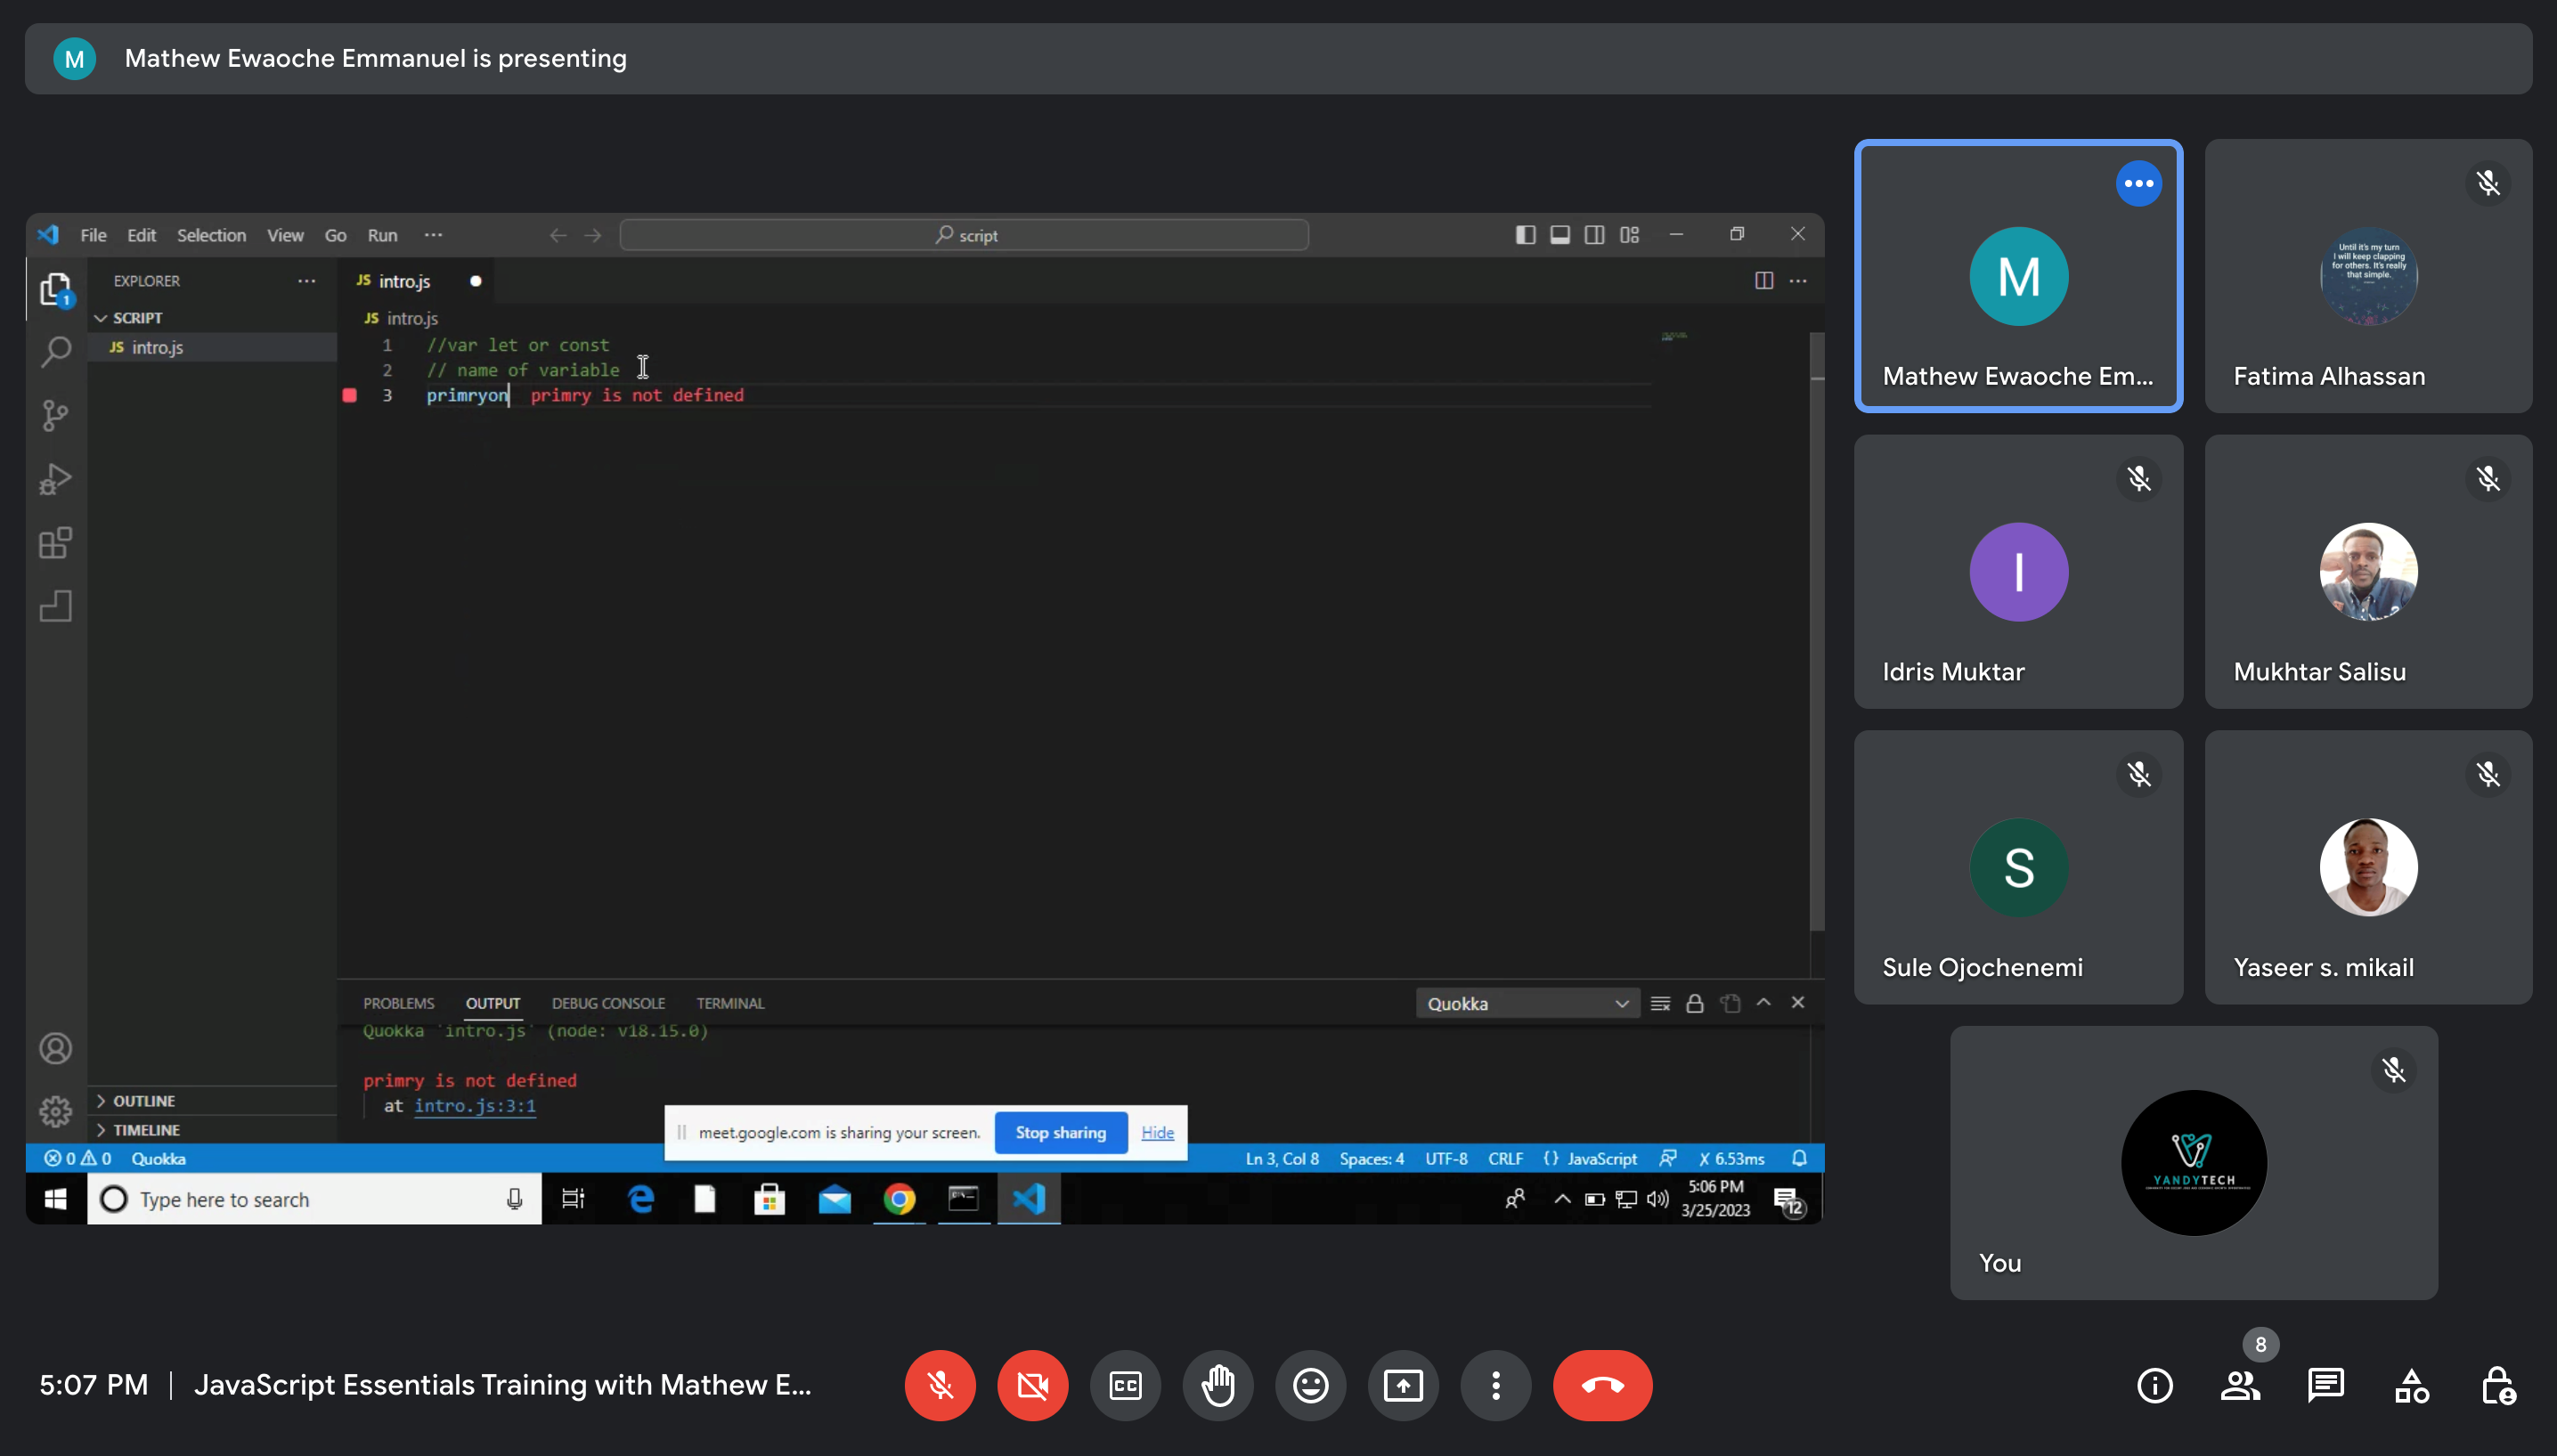 M Mathew Ewaoche Emmanuel is presenting
File Edit Selection View Go Run ···
script
EXPLORER ···
JS intro.js
1
SCRIPT
JS intro.js
JS intro.js
1 //var let or const
2 // name of variable
3 primryon primry is not defined
PROBLEMS OUTPUT DEBUG CONSOLE TERMINAL
Quokka
Quokka 'intro.js' (node: v18.15.0)
primry is not defined
at intro.js:3:1
OUTLINE
TIMELINE
meet.google.com is sharing your screen. Stop sharing Hide
0 0 Quokka
Ln 3, Col 8 Spaces: 4 UTF-8 CRLF {} JavaScript X 6.53ms
Type here to search
5:06 PM
3/25/2023
12
M
Mathew Ewaoche Em...
Until it's my turn
I will keep clapping
for others. It's really
that simple.
Fatima Alhassan
I
Idris Muktar
Mukhtar Salisu
S
Sule Ojochenemi
Yaseer s. mikail
YANDYTECH
You
5:07 PM | JavaScript Essentials Training with Mathew E...
CC
8